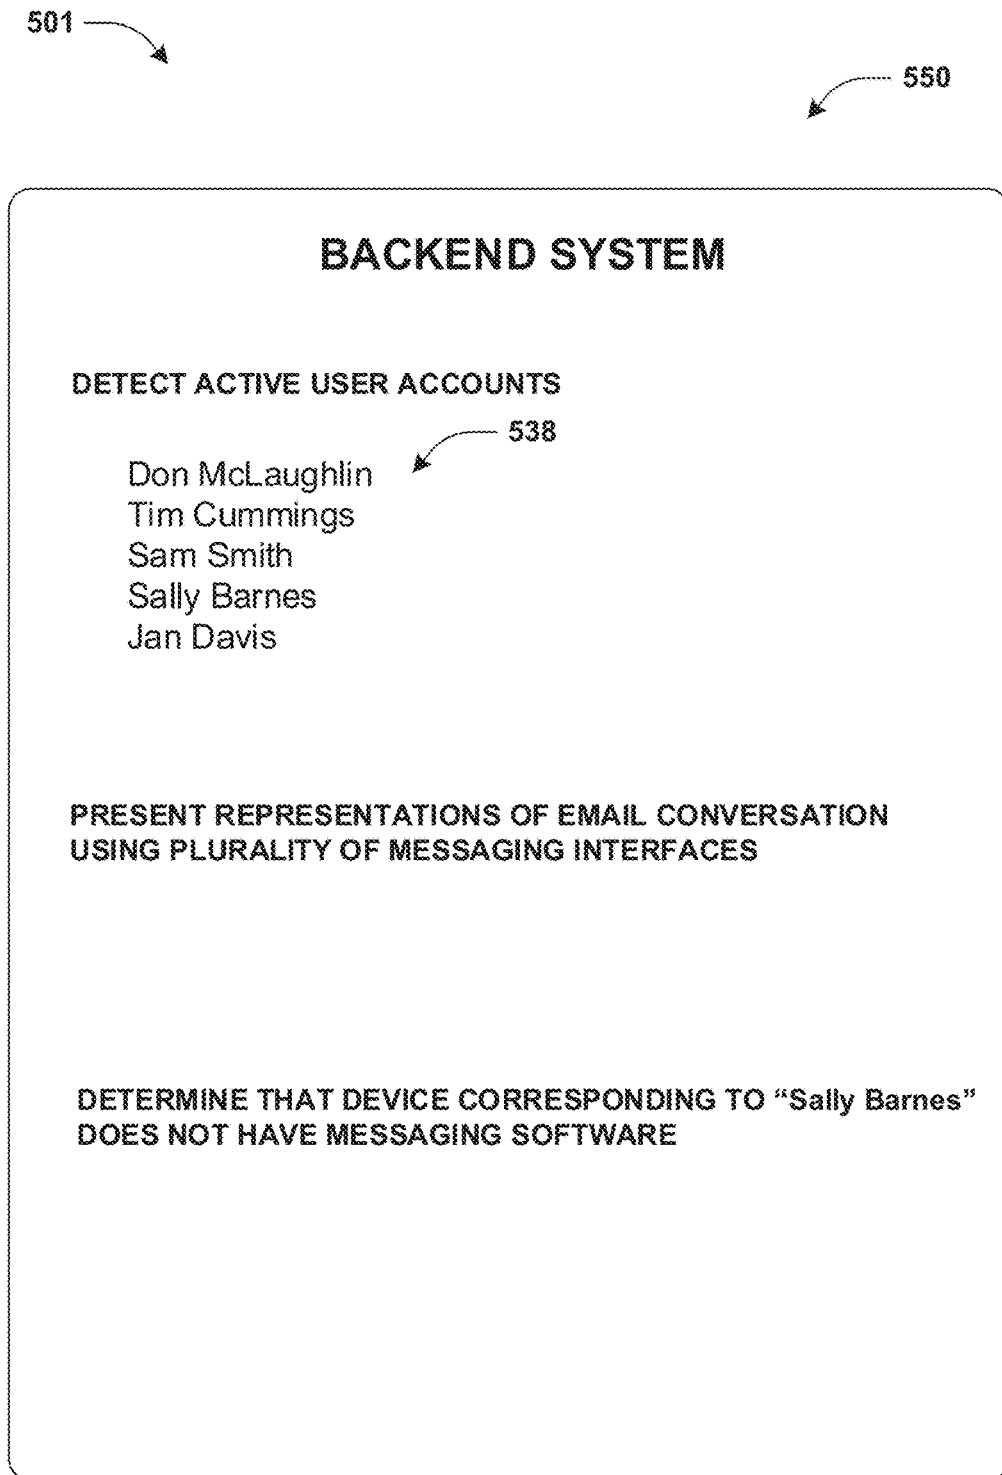 501
550
BACKEND SYSTEM
DETECT ACTIVE USER ACCOUNTS
538
Don McLaughlin
Tim Cummings
Sam Smith
Sally Barnes
Jan Davis
PRESENT REPRESENTATIONS OF EMAIL CONVERSATION
USING PLURALITY OF MESSAGING INTERFACES
DETERMINE THAT DEVICE CORRESPONDING TO “Sally Barnes”
DOES NOT HAVE MESSAGING SOFTWARE